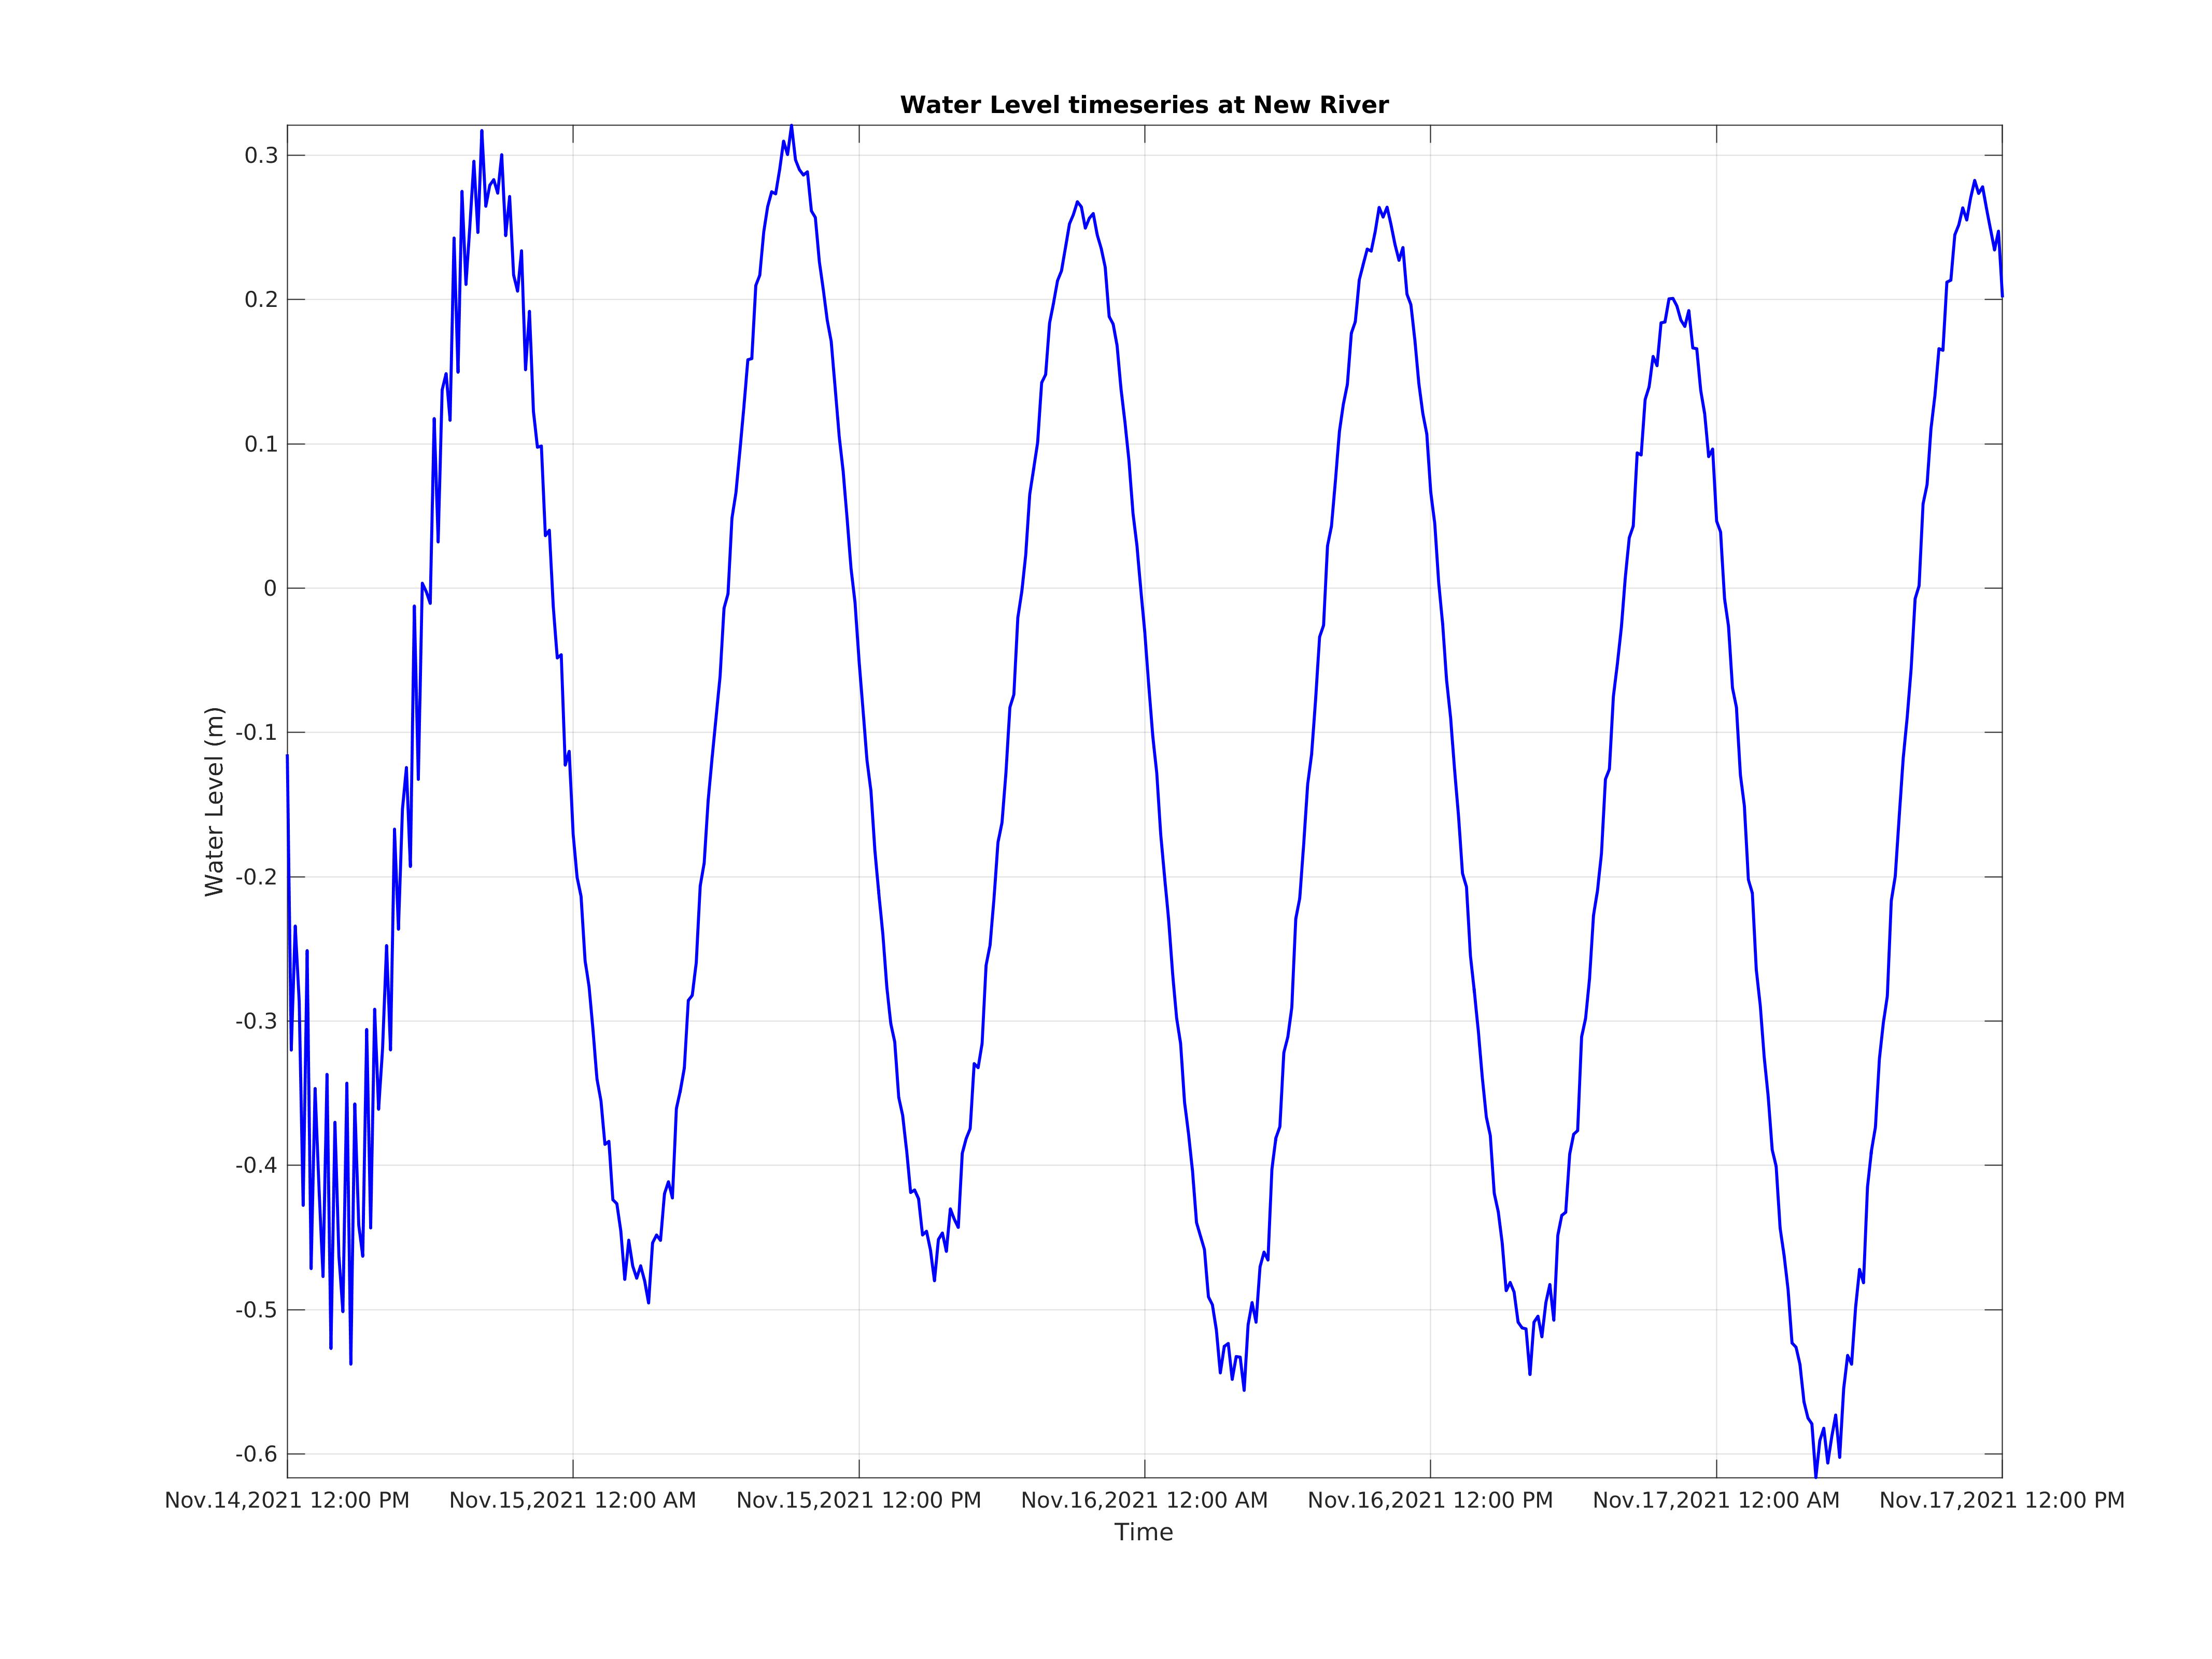 Water Level timeseries at New River
0.3
0.2
0.1
0
-0.1
-0.2
-0.3
-0.4
-0.5
-0.6
Water Level (m)
Nov.14,2021 12:00 PM Nov.15,2021 12:00 AM Nov.15,2021 12:00 PM Nov.16,2021 12:00 AM Nov.16,2021 12:00 PM Nov.17,2021 12:00 AM Nov.17,2021 12:00 PM
Time